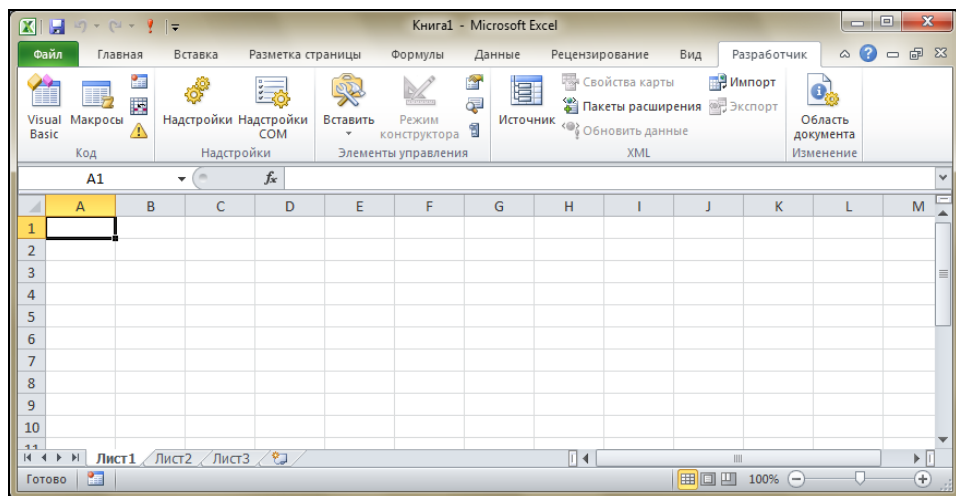 Книга1 - Microsoft Excel
Файл Главная Вставка Разметка страницы Формулы Данные Рецензирование Вид Разработчик
Visual Basic Макросы Надстройки Надстройки COM Вставить Режим конструктора Источник Свойства карты Пакеты расширения Обновить данные Импорт Экспорт Область документа
Код Надстройки Элементы управления XML Изменение
A1 fx
A B C D E F G H I J K L M
1
2
3
4
5
6
7
8
9
10
11
Лист1 Лист2 Лист3
Готово 100%